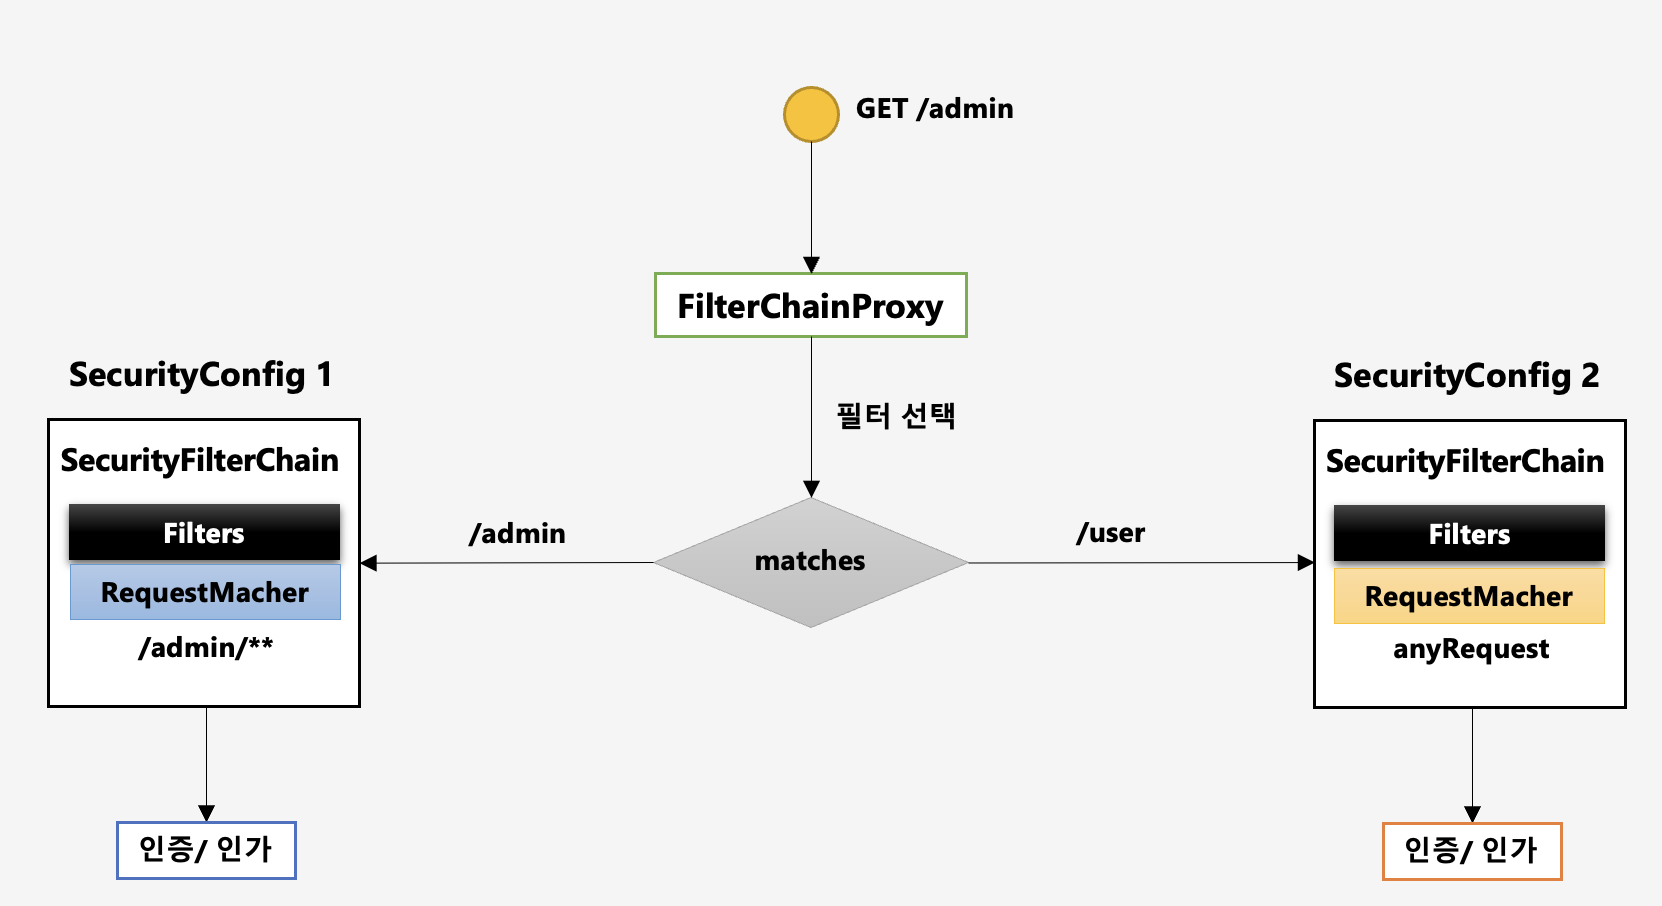 GET /admin
FilterChainProxy
SecurityConfig 1
SecurityConfig 2
필터 선택
SecurityFilterChain
SecurityFilterChain
Filters
/admin
matches
/user
Filters
RequestMacher
RequestMacher
/admin/**
anyRequest
인증/ 인가
인증/ 인가